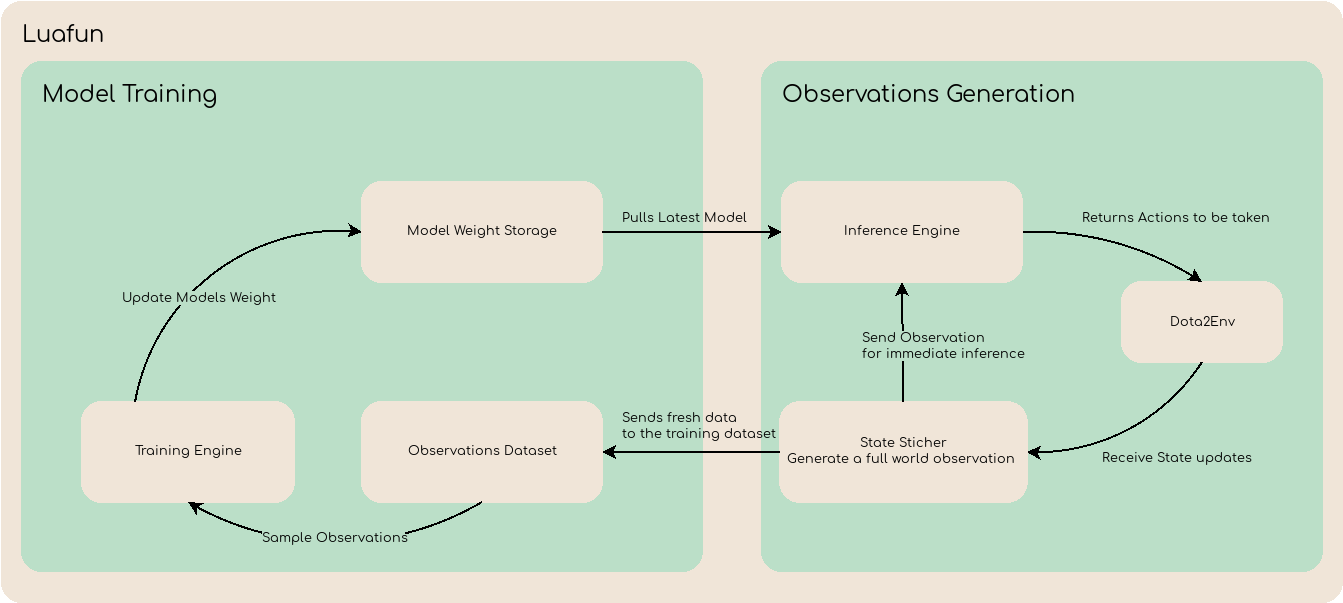 Luafun
Model Training
Observations Generation
Model Weight Storage
Pulls Latest Model
Inference Engine
Returns Actions to be taken
Update Models Weight
Dota2Env
Send Observation
for immediate inference
Training Engine
Observations Dataset
Sends fresh data
to the training dataset
State Sticher
Generate a full world observation
Receive State updates
Sample Observations